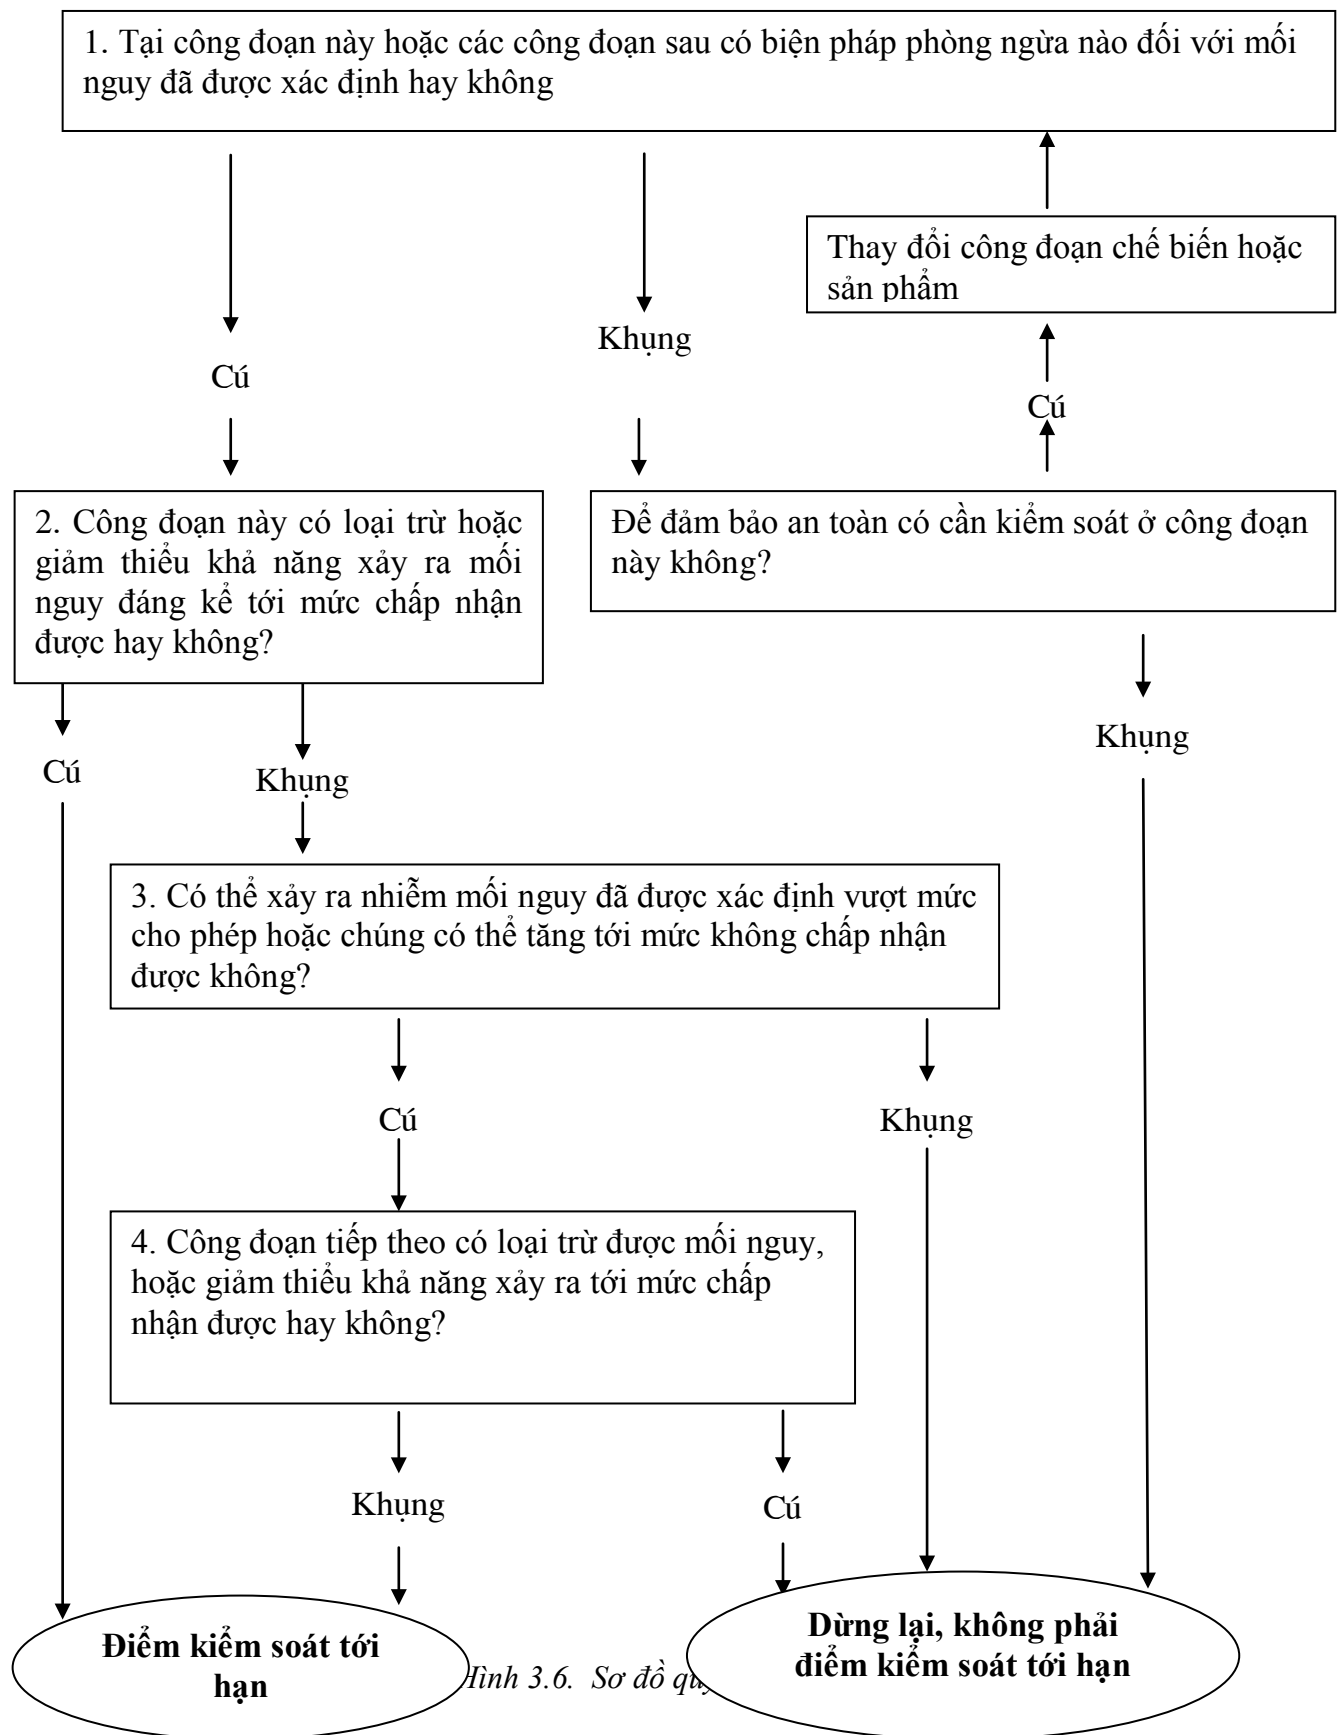 1. Tại công đoạn này hoặc các công đoạn sau có biện pháp phòng ngừa nào đối với mối
nguy đã được xác định hay không
Thay đổi công đoạn chế biến hoặc
sản phẩm
Khụng
Cú
Cú
2. Công đoạn này có loại trừ hoặc
giảm thiểu khả năng xảy ra mối
nguy đáng kể tới mức chấp nhận
được hay không?
Để đảm bảo an toàn có cần kiểm soát ở công đoạn
này không?
Khụng
Cú
Khụng
3. Có thể xảy ra nhiễm mối nguy đã được xác định vượt mức
cho phép hoặc chúng có thể tăng tới mức không chấp nhận
được không?
Cú
Khụng
4. Công đoạn tiếp theo có loại trừ được mối nguy,
hoặc giảm thiểu khả năng xảy ra tới mức chấp
nhận được hay không?
Khụng
Cú
Điểm kiểm soát tới
hạn
Dừng lại, không phải
điểm kiểm soát tới hạn
Hình 3.6. Sơ đồ